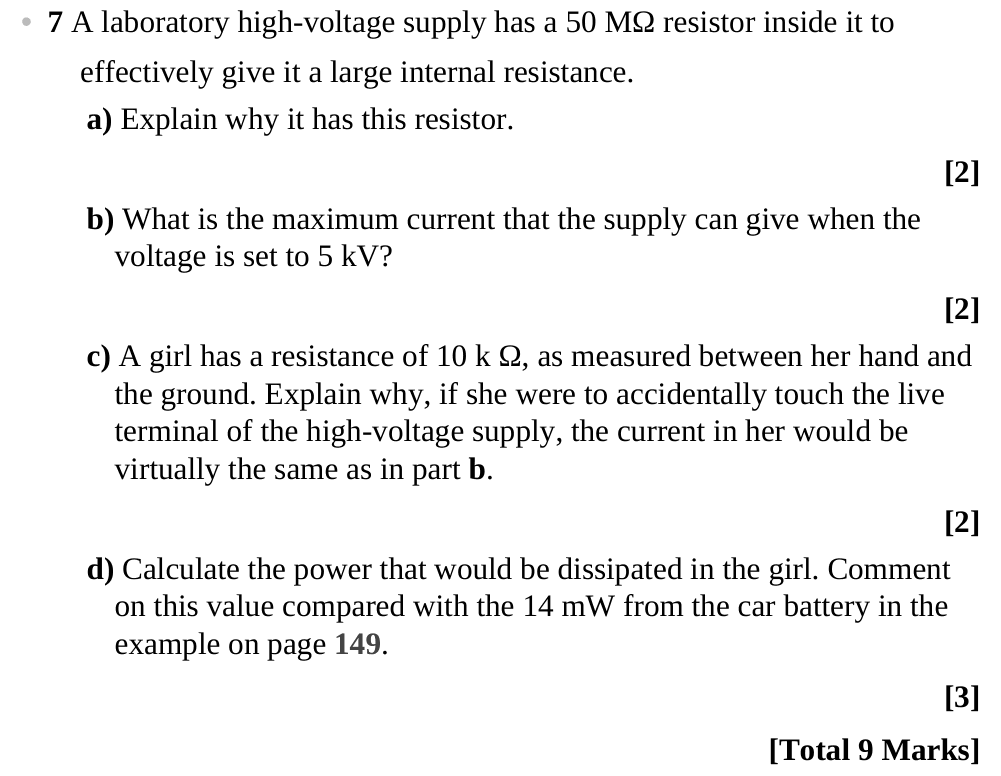 • 7 A laboratory high-voltage supply has a 50 MΩ resistor inside it to
effectively give it a large internal resistance.
a) Explain why it has this resistor.
[2]
b) What is the maximum current that the supply can give when the
voltage is set to 5 kV?
[2]
c) A girl has a resistance of 10 k Ω, as measured between her hand and
the ground. Explain why, if she were to accidentally touch the live
terminal of the high-voltage supply, the current in her would be
virtually the same as in part b.
[2]
d) Calculate the power that would be dissipated in the girl. Comment
on this value compared with the 14 mW from the car battery in the
example on page 149.
[3]
[Total 9 Marks]